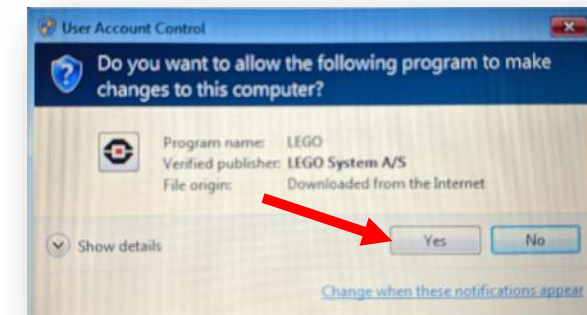 User Account Control
Do you want to allow the following program to make
changes to this computer?
Program name: LEGO
Verified publisher: LEGO System A/S
File origin: Downloaded from the Internet
Show details
Yes
No
Change when these notifications appear